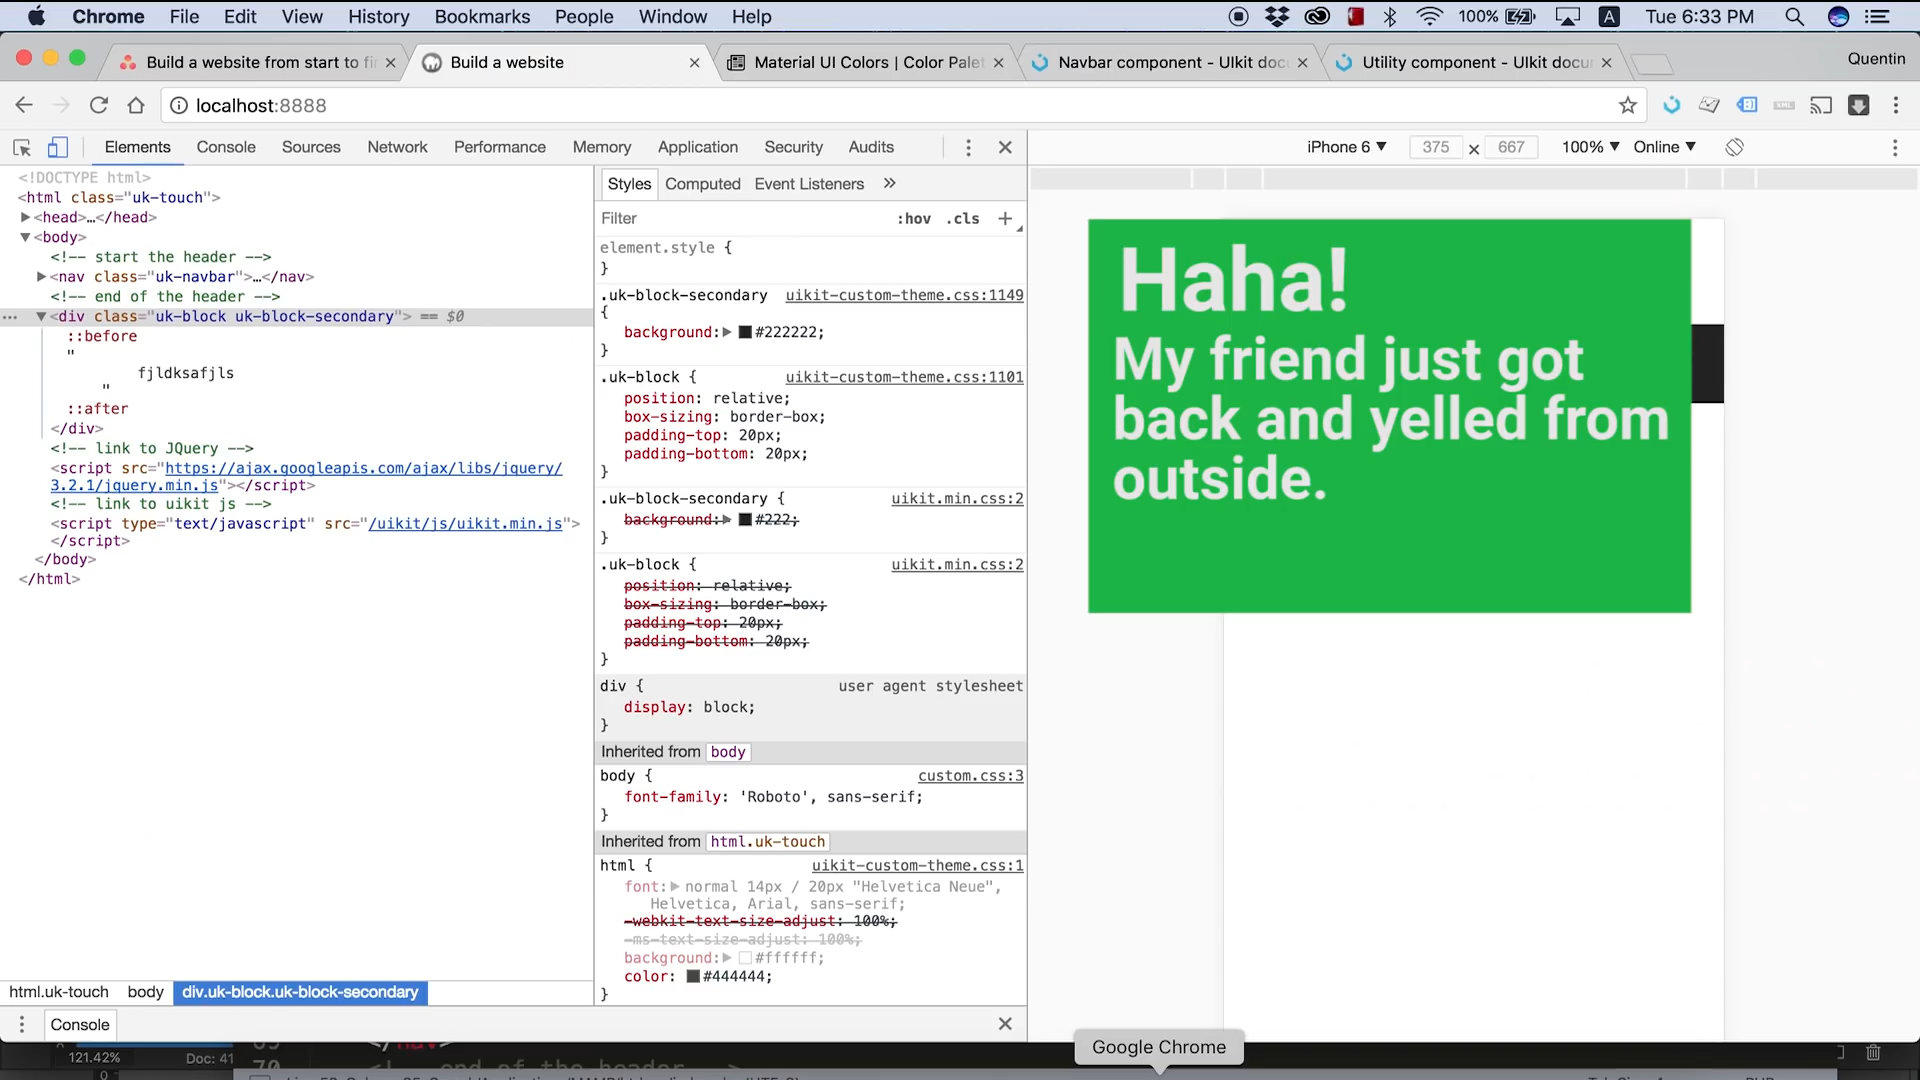 Chrome File Edit View History Bookmarks People Window Help 100% A Tue 6:33 PM
Build a website from start to fi Build a website Material UI Colors | Color Palet Navbar component - UIkit docu Utility component - UIkit docu Quentin
localhost:8888
Elements Console Sources Network Performance Memory Application Security Audits iPhone 6 ▼ 375 × 667 100% ▼ Online ▼
<!DOCTYPE html>
<html class="uk-touch">
▶<head>…</head>
▼<body>
<!-- start the header -->
▶<nav class="uk-navbar">…</nav>
<!-- end of the header -->
… ▼<div class="uk-block uk-block-secondary"> == $0
::before
"
fjldksafjls
"
::after
</div>
<!-- link to JQuery -->
<script src="https://ajax.googleapis.com/ajax/libs/jquery/
3.2.1/jquery.min.js"></script>
<!-- link to uikit js -->
<script type="text/javascript" src="/uikit/js/uikit.min.js">
</script>
</body>
</html>
html.uk-touch body div.uk-block.uk-block-secondary
Styles Computed Event Listeners »
Filter :hov .cls +
element.style {
}
.uk-block-secondary uikit-custom-theme.css:1149
{
background:▶ #222222;
}
.uk-block { uikit-custom-theme.css:1101
position: relative;
box-sizing: border-box;
padding-top: 20px;
padding-bottom: 20px;
}
.uk-block-secondary { uikit.min.css:2
background:▶ #222;
}
.uk-block { uikit.min.css:2
position: relative;
box-sizing: border-box;
padding-top: 20px;
padding-bottom: 20px;
}
div { user agent stylesheet
display: block;
}
Inherited from body
body { custom.css:3
font-family: 'Roboto', sans-serif;
}
Inherited from html.uk-touch
html { uikit-custom-theme.css:1
font:▶ normal 14px / 20px "Helvetica Neue",
Helvetica, Arial, sans-serif;
-webkit-text-size-adjust: 100%;
-ms-text-size-adjust: 100%;
background:▶ #ffffff;
color: #444444;
}
Haha!
My friend just got
back and yelled from
outside.
Console
Google Chrome
121.42% Doc: 41
70 end of the header